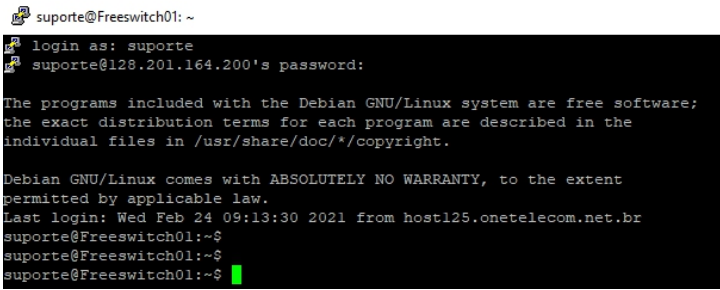 suporte@Freeswitch01: ~
login as: suporte
suporte@128.201.164.200's password:
The programs included with the Debian GNU/Linux system are free software;
the exact distribution terms for each program are described in the
individual files in /usr/share/doc/*/copyright.
Debian GNU/Linux comes with ABSOLUTELY NO WARRANTY, to the extent
permitted by applicable law.
Last login: Wed Feb 24 09:13:30 2021 from host125.onetelecom.net.br
suporte@Freeswitch01:~$
suporte@Freeswitch01:~$
suporte@Freeswitch01:~$